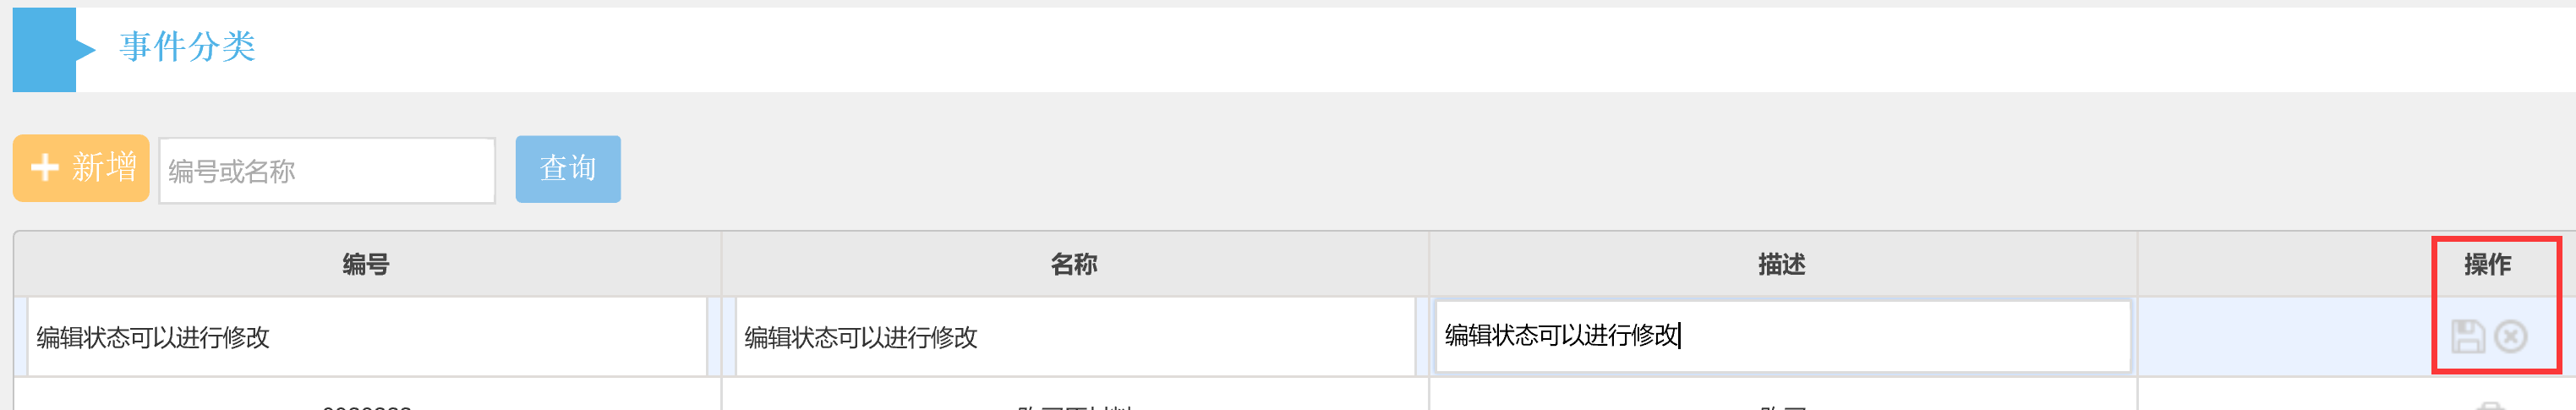 事件分类
新增 编号或名称 查询
编号 名称 描述 操作
编辑状态可以进行修改 编辑状态可以进行修改 编辑状态可以进行修改